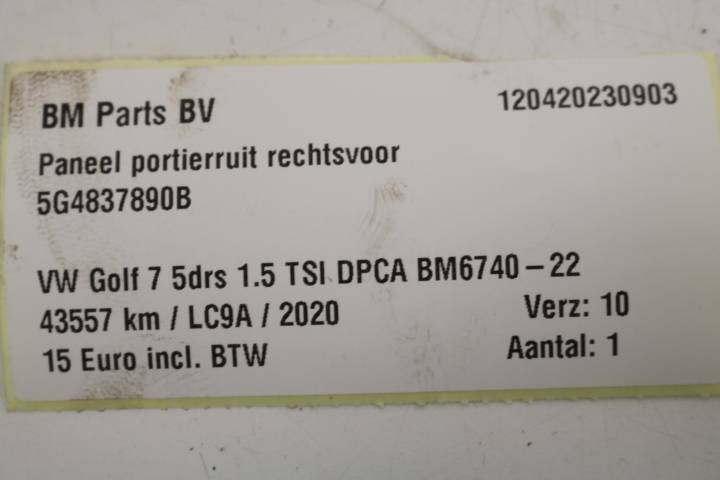 BM Parts BV 120420230903
Paneel portierruit rechtsvoor
5G4837890B
VW Golf 7 5drs 1.5 TSI DPCA BM6740-22
43557 km / LC9A / 2020 Verz: 10
15 Euro incl. BTW Aantal: 1